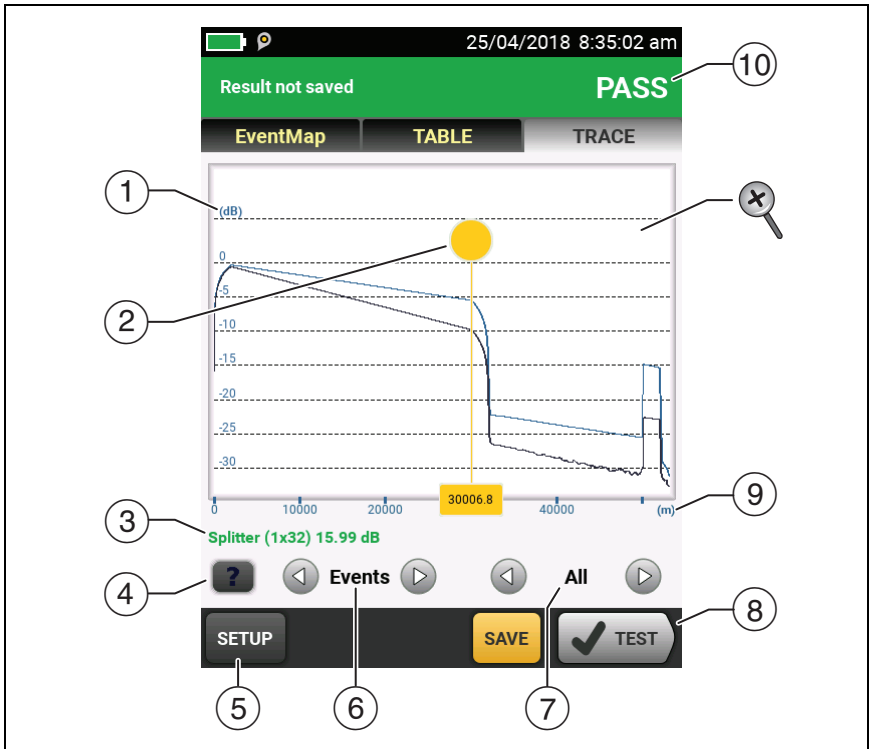 25/04/2018 8:35:02 am
Result not saved
PASS
10
EventMap
TABLE
TRACE
1
(dB)
0
-5
2
-10
-15
-20
-25
-30
30006.8
0
10000
20000
40000
(m)
9
3
Splitter (1x32) 15.99 dB
4
?
Events
All
8
SETUP
SAVE
TEST
5
6
7